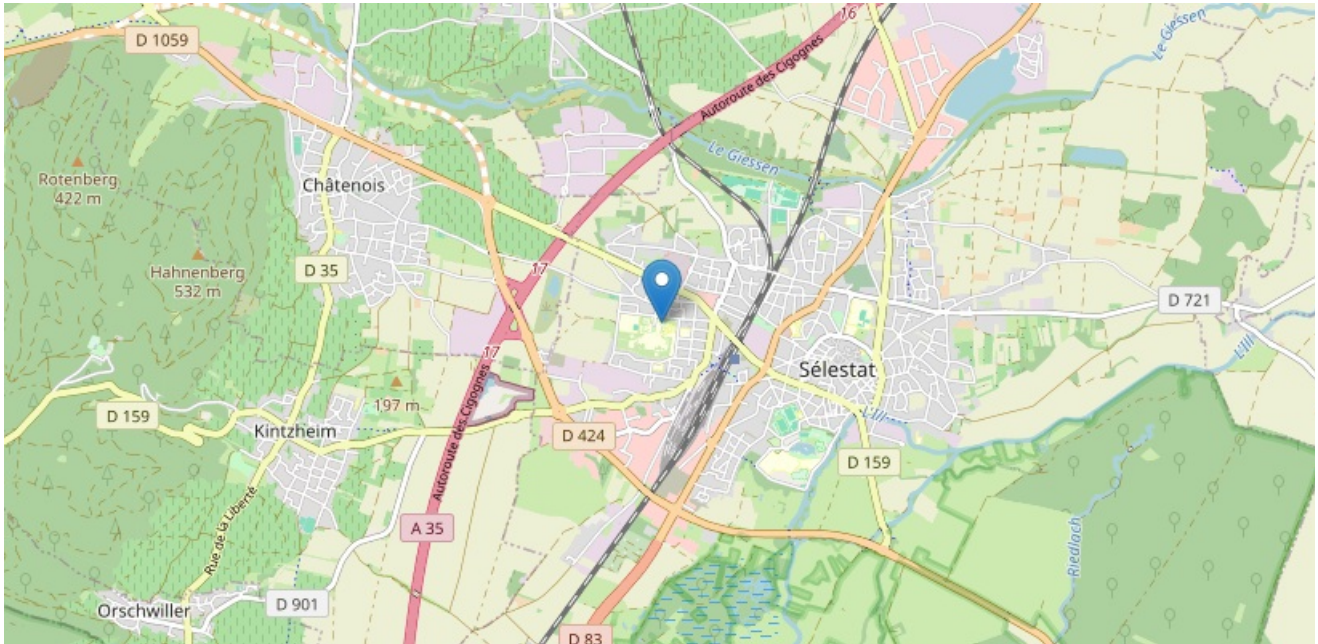 D 1059
16
Le Giessen
Autoroute des Cigognes
Rotenberg
422 m
Châtenois
Le Giessen
Hahnenberg
532 m
D 35
17
D 721
L'Ill
17
Sélestat
D 159
197 m
Autoroute des Cigognes
Kintzheim
D 424
L'Ill
D 159
Rue de la Liberté
A 35
Riedlach
Orschwiller
D 901
D 83